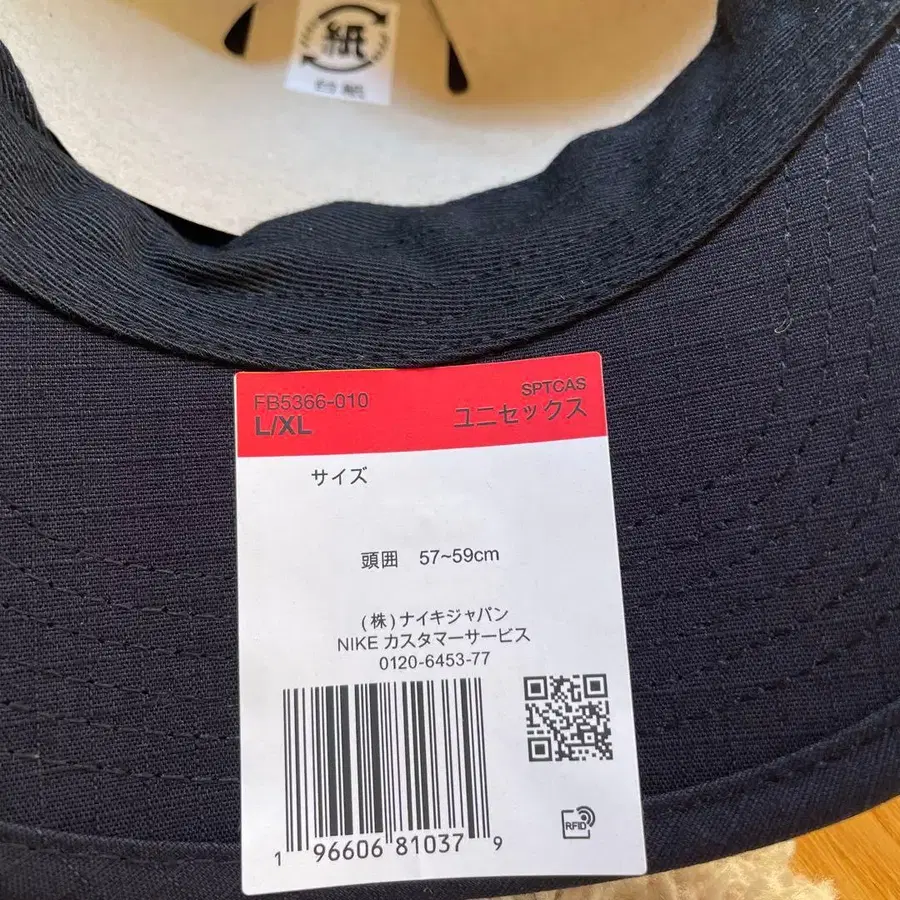 紙
台紙
FB5366-010
SPTCAS
L/XL
ユニセックス
サイズ
頭囲 57~59cm
(株)ナイキジャパン
NIKE カスタマーサービス
0120-6453-77
1 96606 81037 9
RFID